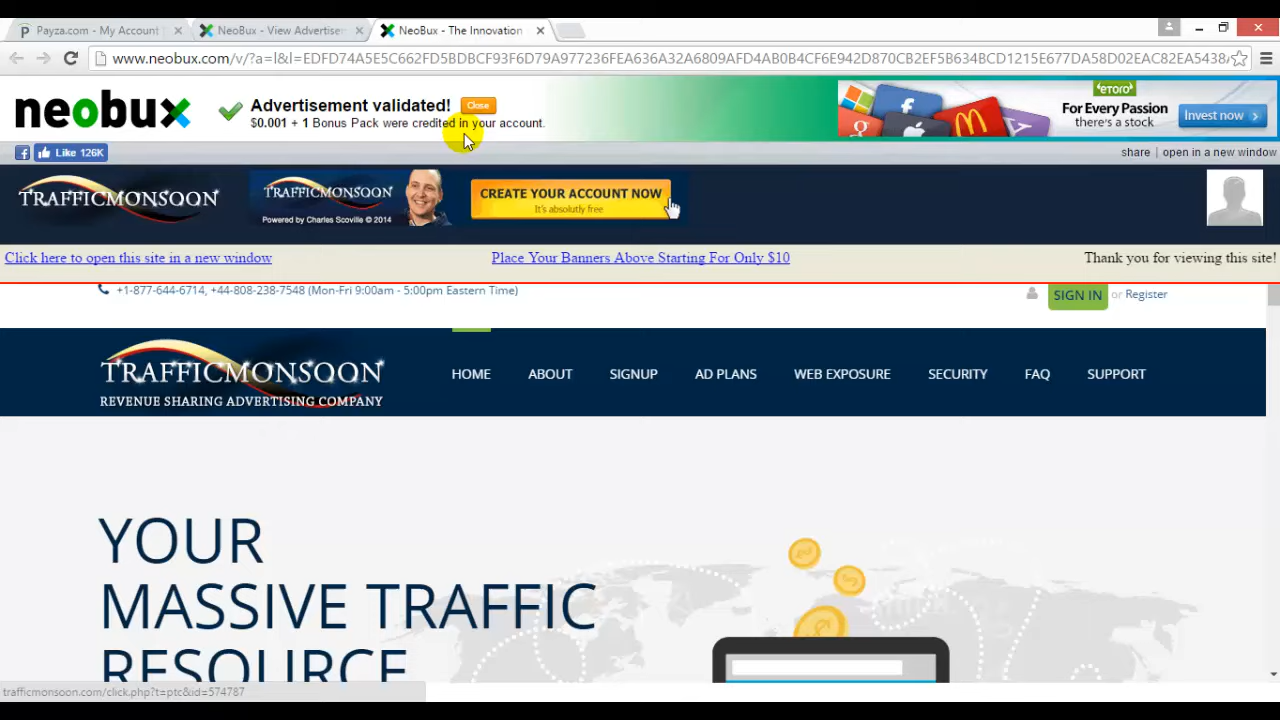 Payza.com - My Account
NeoBux - View Advertise
NeoBux - The Innovation
www.neobux.com/v/?a=l&l=EDFD74A5E5C662FD5BDBCF93F6D79A977236FEA636A32A6809AFD4AB0B4CF6E942D870CB2EF5B634BCD1215E677DA58D02EAC82EA5438
neobux
Advertisement validated!
Close
$0.001 + 1 Bonus Pack were credited in your account.
eToro
For Every Passion
there's a stock
Invest now
Like 126K
share | open in a new window
TRAFFICMONSOON
TRAFFICMONSOON
Powered by Charles Scoville © 2014
CREATE YOUR ACCOUNT NOW
It's absolutly free
Click here to open this site in a new window
Place Your Banners Above Starting For Only $10
Thank you for viewing this site!
+1-877-644-6714, +44-808-238-7548 (Mon-Fri 9:00am - 5:00pm Eastern Time)
SIGN IN or Register
TRAFFICMONSOON
REVENUE SHARING ADVERTISING COMPANY
HOME
ABOUT
SIGNUP
AD PLANS
WEB EXPOSURE
SECURITY
FAQ
SUPPORT
YOUR
MASSIVE TRAFFIC
RESOURCE
trafficmonsoon.com/click.php?t=ptc&id=574787